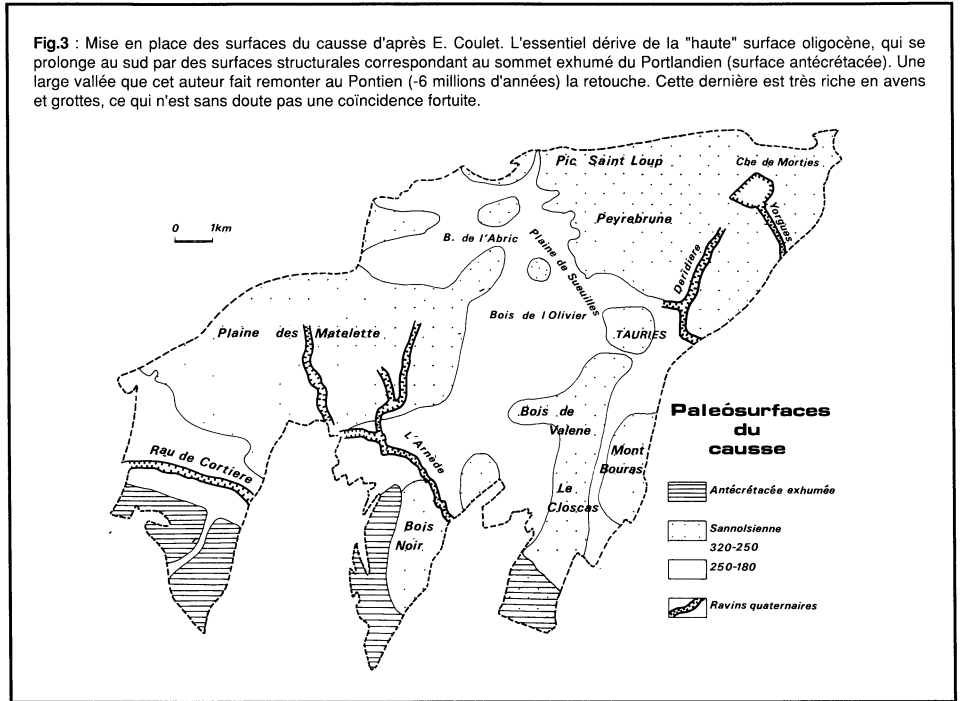 Fig.3 : Mise en place des surfaces du causse d'après E. Coulet. L'essentiel dérive de la "haute" surface oligocène, qui se
prolonge au sud par des surfaces structurales correspondant au sommet exhumé du Portlandien (surface antécrétacée). Une
large vallée que cet auteur fait remonter au Pontien (-6 millions d'années) la retouche. Cette dernière est très riche en avens
et grottes, ce qui n'est sans doute pas une coïncidence fortuite.
Pic Saint Loup
Che de Morties
0 1km
Peyrebrune
Yorgues
B. de l'Abric
Plaine de Sueuilles
Deridiere
Bois de l Olivier
Plaine des Matelette
TAURIES
Paleósurfaces
du
causse
Bois de
Valene
L'Arnède
Mont
Bouras
Rau de Cortiere
Le
Closcas
Antécrétacée exhumée
Bois
Noir
Sannoisienne
320-250
250-180
Ravins quaternaires